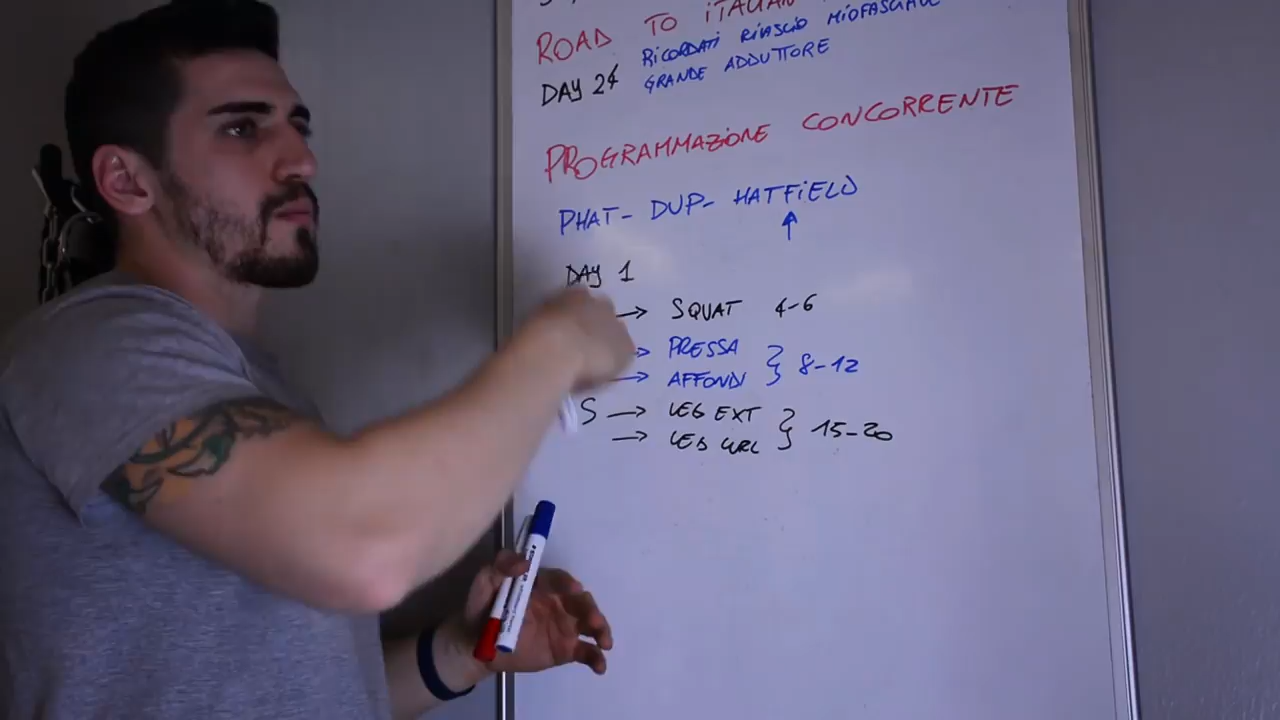 ROAD TO ITALIAN
RICORDATI RILASCIO MIOFASCIALE
DAY 24 GRANDE ADDUTTORE
PROGRAMMAZIONE CONCORRENTE
PHAT- DUP- HATFIELD
↑
DAY 1
→ SQUAT 4-6
→ PRESSA
→ AFFONDI } 8-12
S → LEG EXT
→ LEG CURL } 15-20